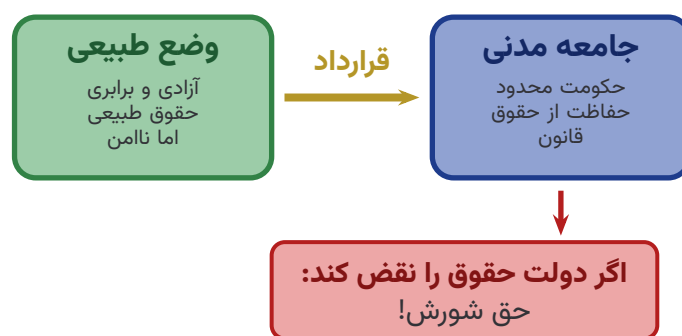 وضع طبیعی
آزادی و برابری
حقوق طبیعی
اما ناامن
قرارداد
جامعه مدنی
حکومت محدود
حفاظت از حقوق
قانون
اگر دولت حقوق را نقض کند:
حق شورش!